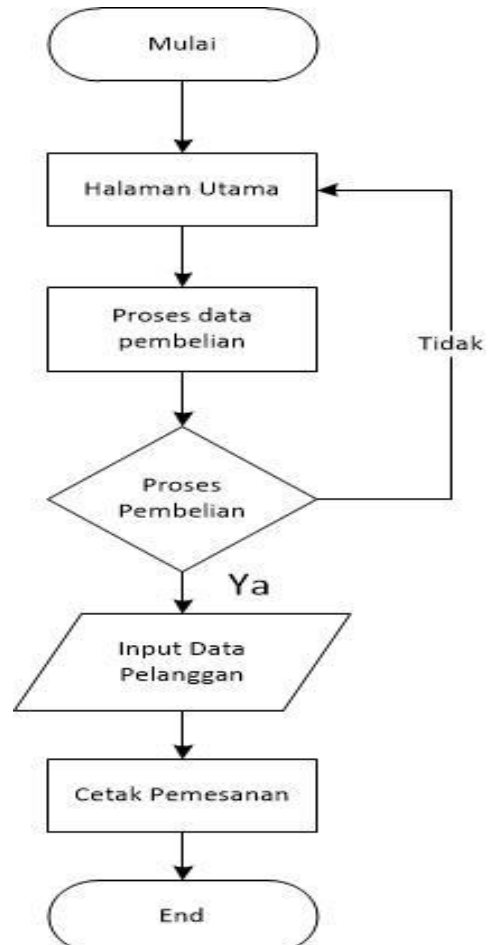 Mulai
Halaman Utama
Proses data
pembelian
Tidak
Proses
Pembelian
Ya
Input Data
Pelanggan
Cetak Pemesanan
End